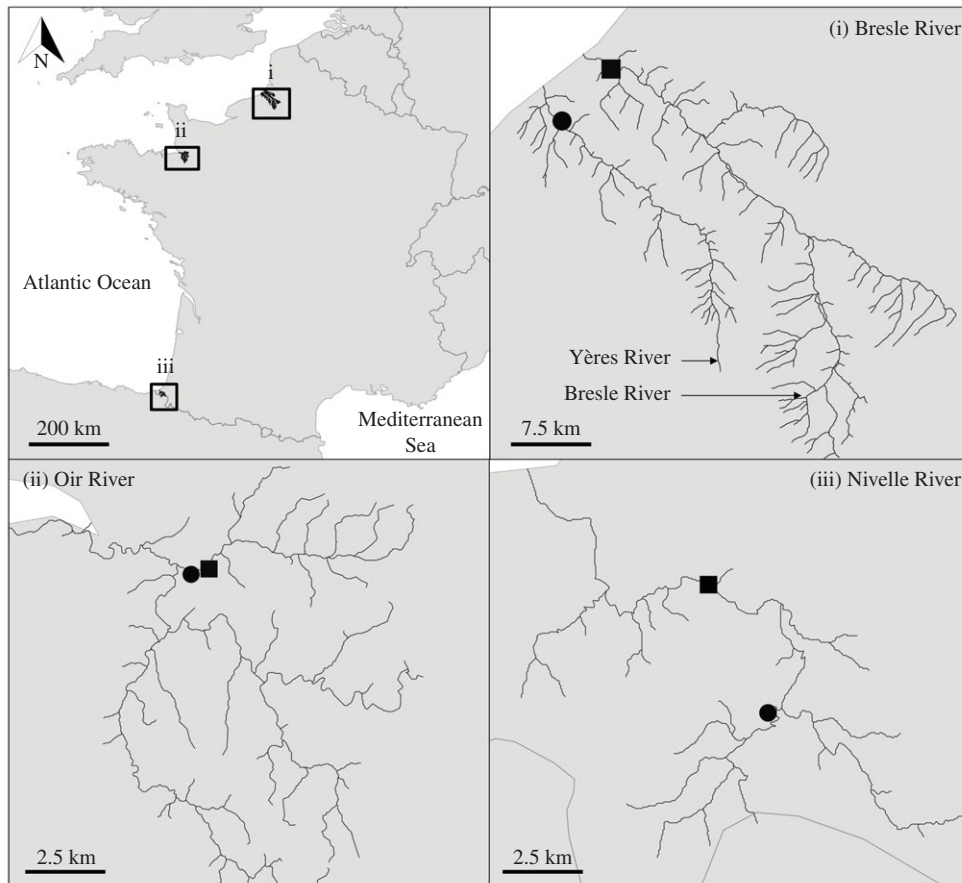 N
i
ii
Atlantic Ocean
iii
200 km
Mediterranean
Sea
(i) Bresle River
Yères River
Bresle River
7.5 km
(ii) Oir River
2.5 km
(iii) Nivelle River
2.5 km